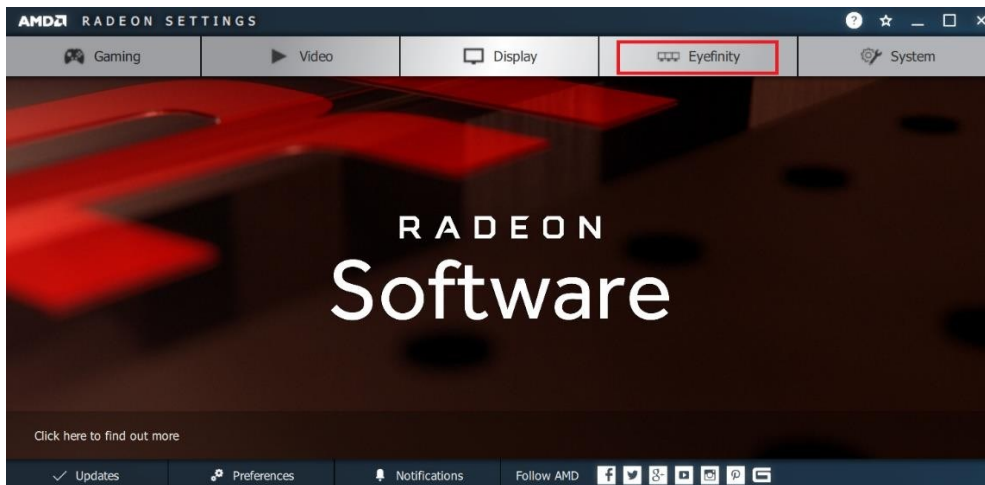 AMD RADEON SETTINGS ?
Gaming Video Display Eyefinity System
RADEON
Software
Click here to find out more
Updates Preferences Notifications Follow AMD